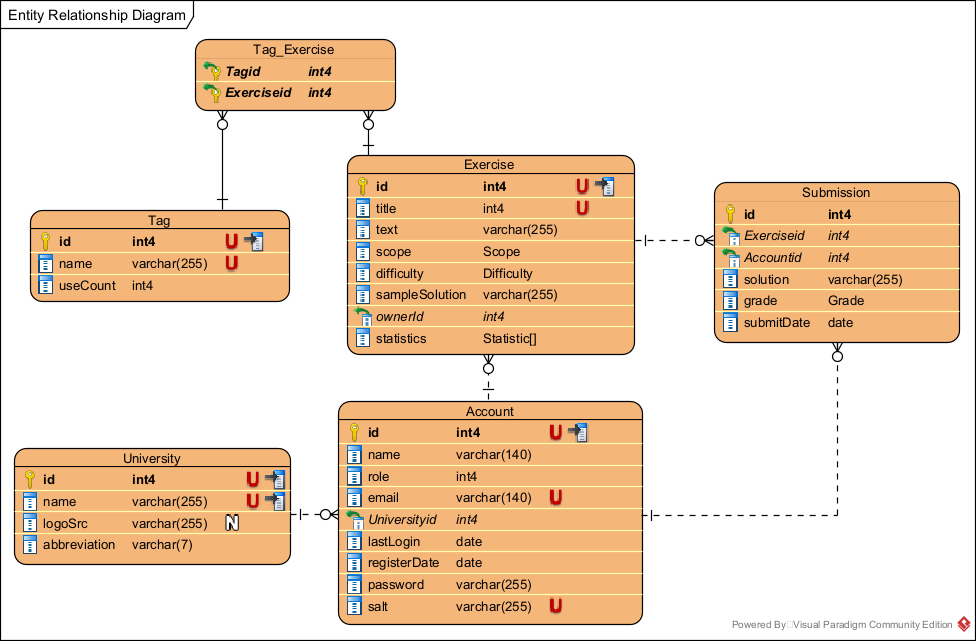 Entity Relationship Diagram
Tag_Exercise
Tagid int4
Exerciseid int4
Exercise
id int4 U
title int4 U
text varchar(255)
scope Scope
difficulty Difficulty
sampleSolution varchar(255)
ownerId int4
statistics Statistic[]
Submission
id int4
Exerciseid int4
Accountid int4
solution varchar(255)
grade Grade
submitDate date
Tag
id int4 U
name varchar(255) U
useCount int4
Account
id int4 U
name varchar(140)
role int4
email varchar(140) U
Universityid int4
lastLogin date
registerDate date
password varchar(255)
salt varchar(255) U
University
id int4 U
name varchar(255) U
logoSrc varchar(255) N
abbreviation varchar(7)
Powered By Visual Paradigm Community Edition